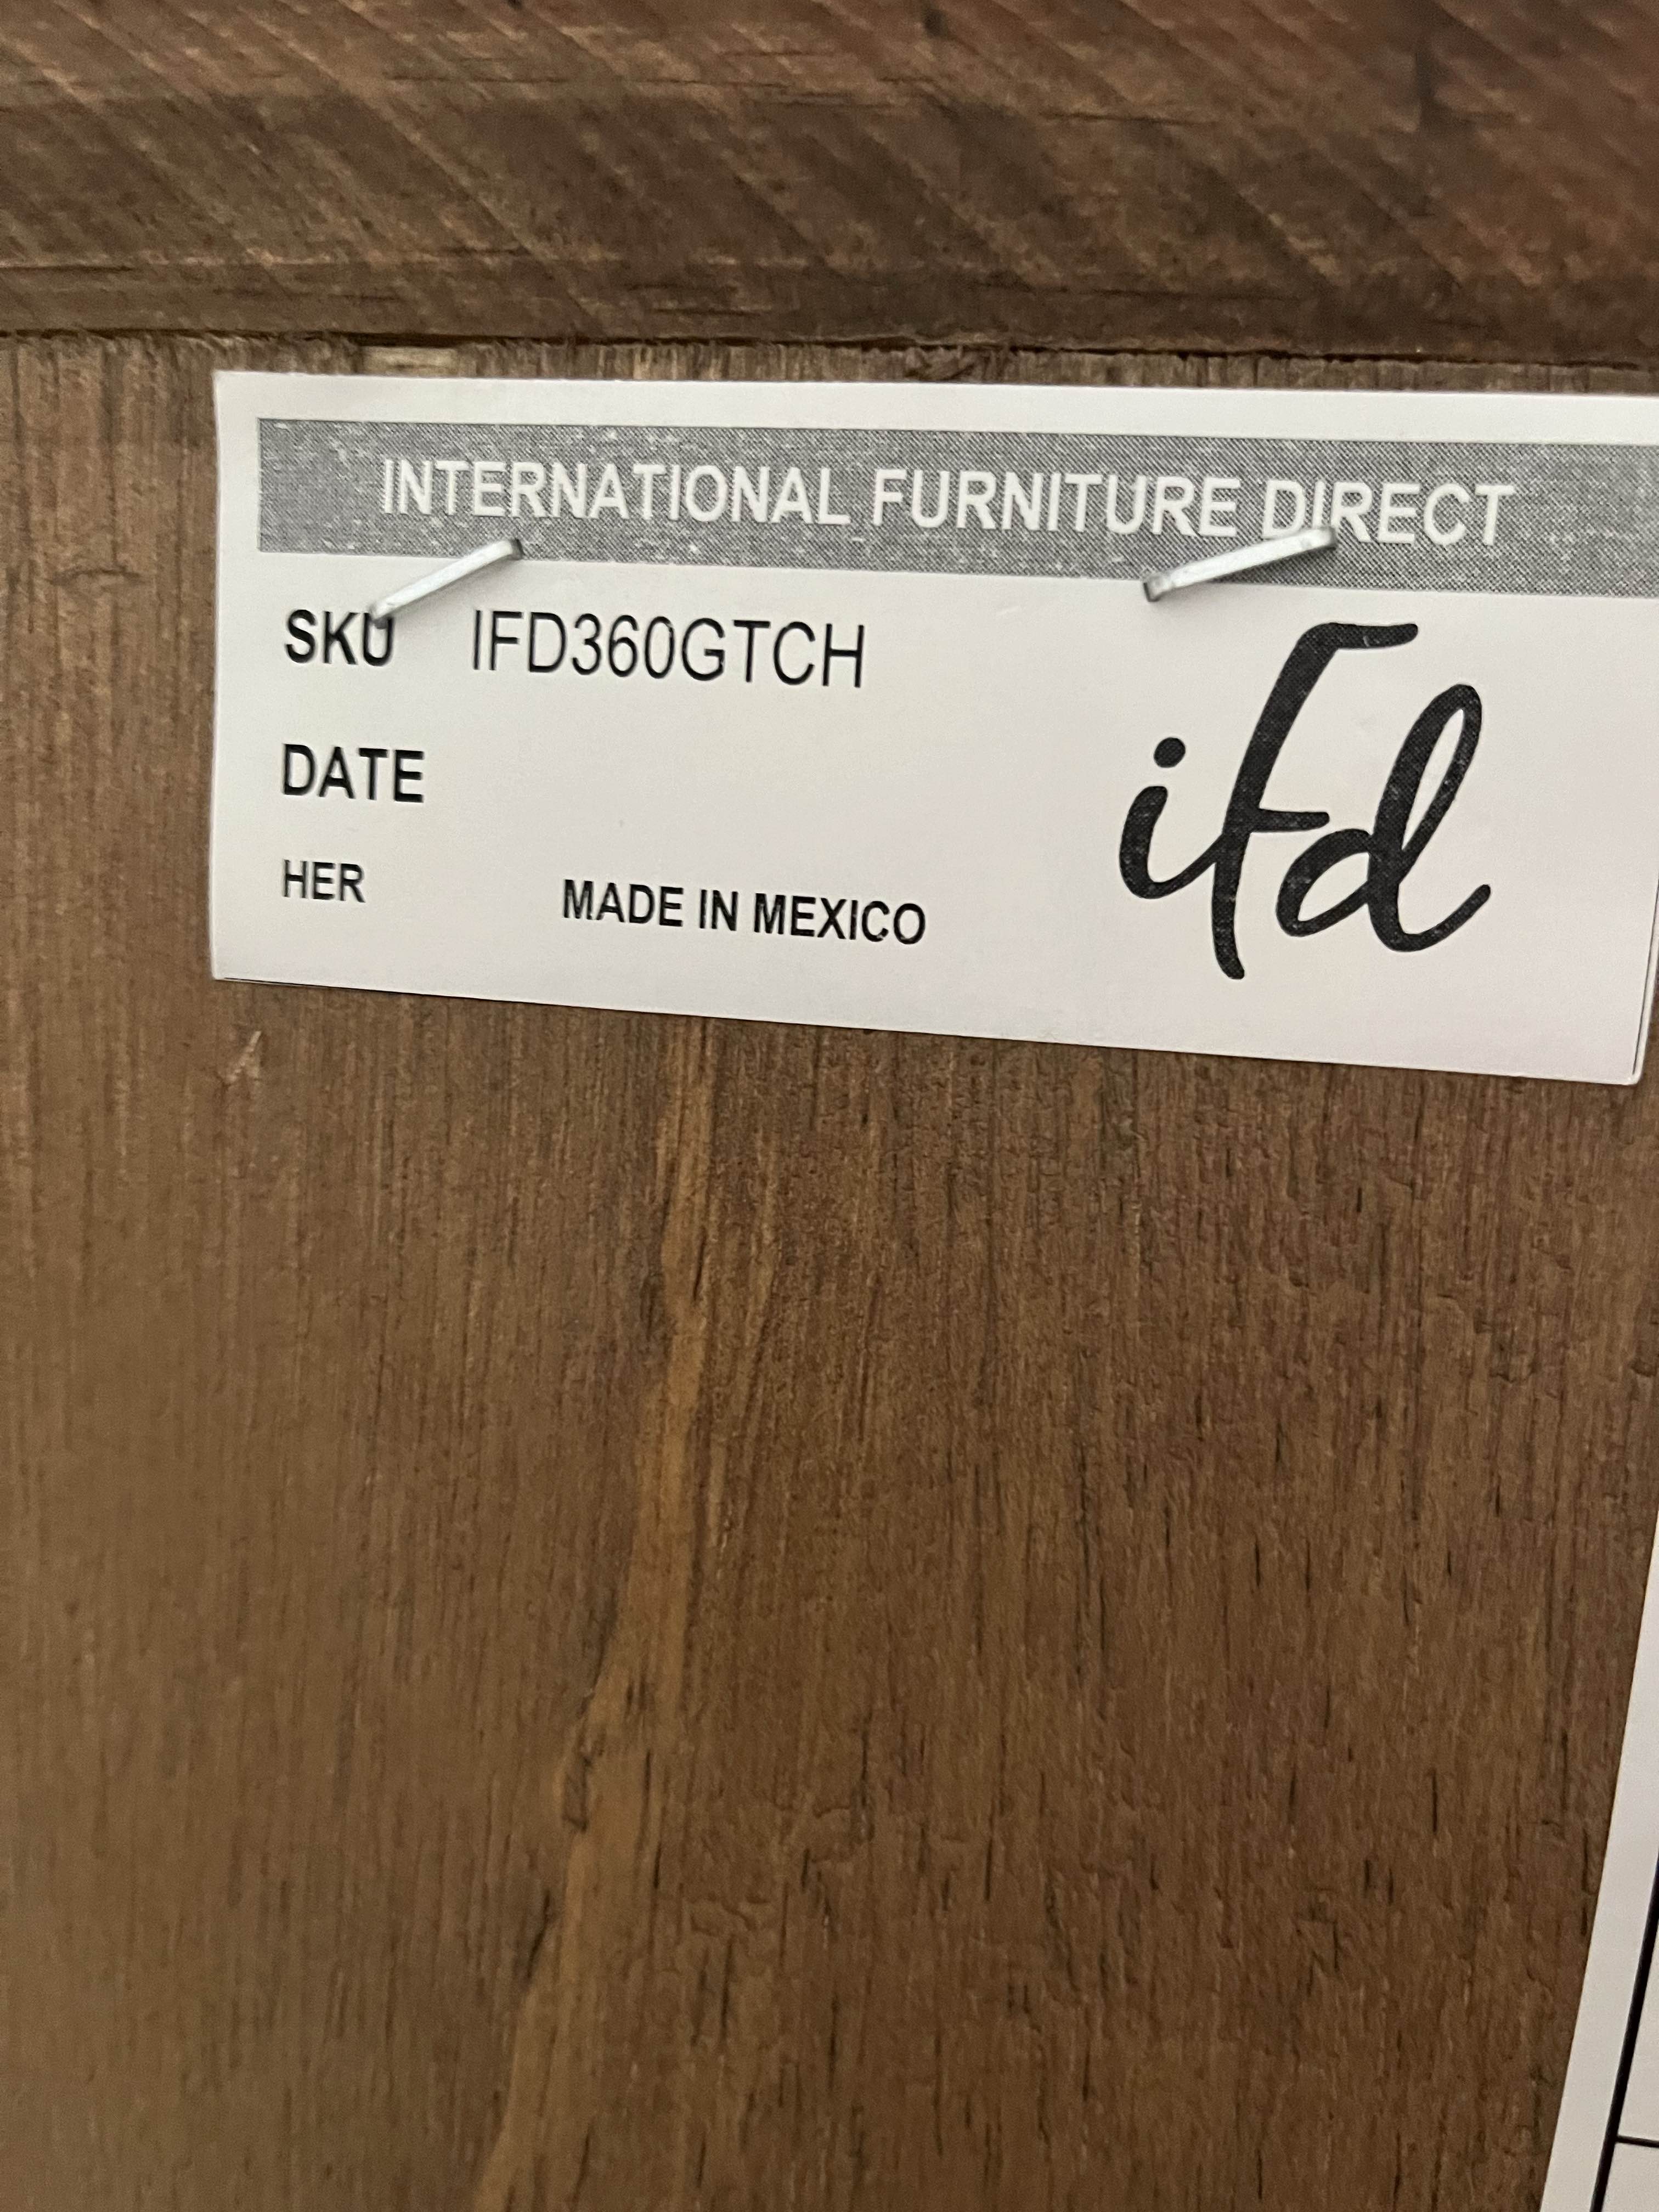 INTERNATIONAL FURNITURE DIRECT
SKU IFD360GTCH
DATE
HER MADE IN MEXICO
iFd